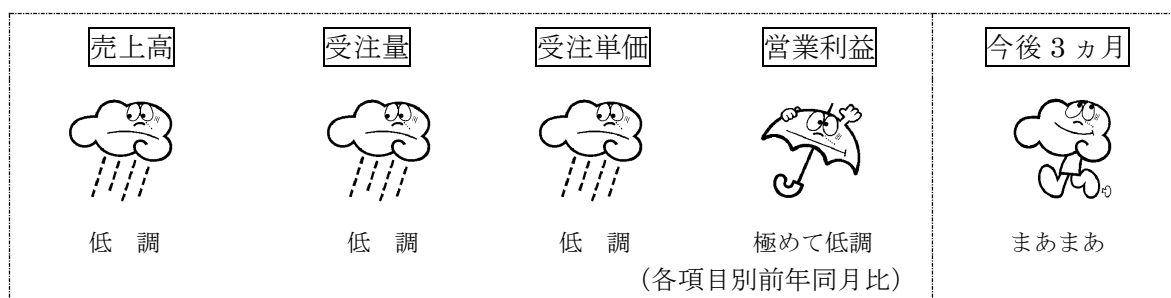 売上高 受注量 受注単価 営業利益 今後3ヵ月
低 調 低 調 低 調 極めて低調 まあまあ
（各項目別前年同月比）